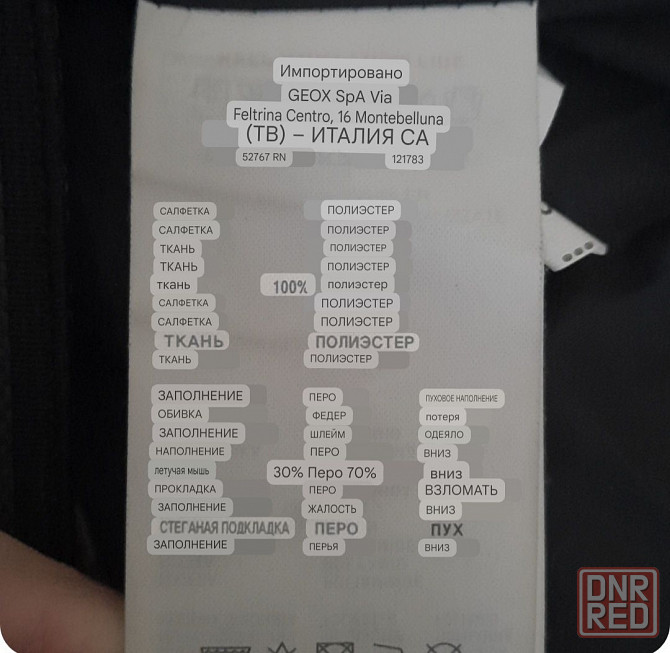 Импортировано
GEOX SpA Via
Feltrina Centro, 16 Montebelluna
(ТВ) – ИТАЛИЯ CA
52767 RN 121783
САЛФЕТКА ПОЛИЭСТЕР
САЛФЕТКА ПОЛИЭСТЕР
ТКАНЬ ПОЛИЭСТЕР
ТКАНЬ ПОЛИЭСТЕР
ткань 100% полиэстер
САЛФЕТКА ПОЛИЭСТЕР
САЛФЕТКА ПОЛИЭСТЕР
ТКАНЬ ПОЛИЭСТЕР
ТКАНЬ ПОЛИЭСТЕР
ЗАПОЛНЕНИЕ ПЕРО ПУХОВОЕ НАПОЛНЕНИЕ
ОБИВКА ФЕДЕР потеря
ЗАПОЛНЕНИЕ ШЛЕЙМ ОДЕЯЛО
НАПОЛНЕНИЕ ПЕРО ВНИЗ
летучая мышь 30% Перо 70% вниз
ПРОКЛАДКА ПЕРО ВЗЛОМАТЬ
ЗАПОЛНЕНИЕ ЖАЛОСТЬ ВНИЗ
СТЕГАНАЯ ПОДКЛАДКА ПЕРО ПУХ
ЗАПОЛНЕНИЕ ПЕРЬЯ ВНИЗ
DNR
RED